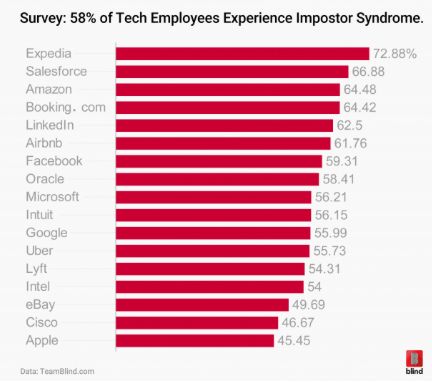 Survey: 58% of Tech Employees Experience Impostor Syndrome.
Expedia 72.88%
Salesforce 66.88
Amazon 64.48
Booking.com 64.42
LinkedIn 62.5
Airbnb 61.76
Facebook 59.31
Oracle 58.41
Microsoft 56.21
Intuit 56.15
Google 55.99
Uber 55.73
Lyft 54.31
Intel 54
eBay 49.69
Cisco 46.67
Apple 45.45
Data: TeamBlind.com
blind